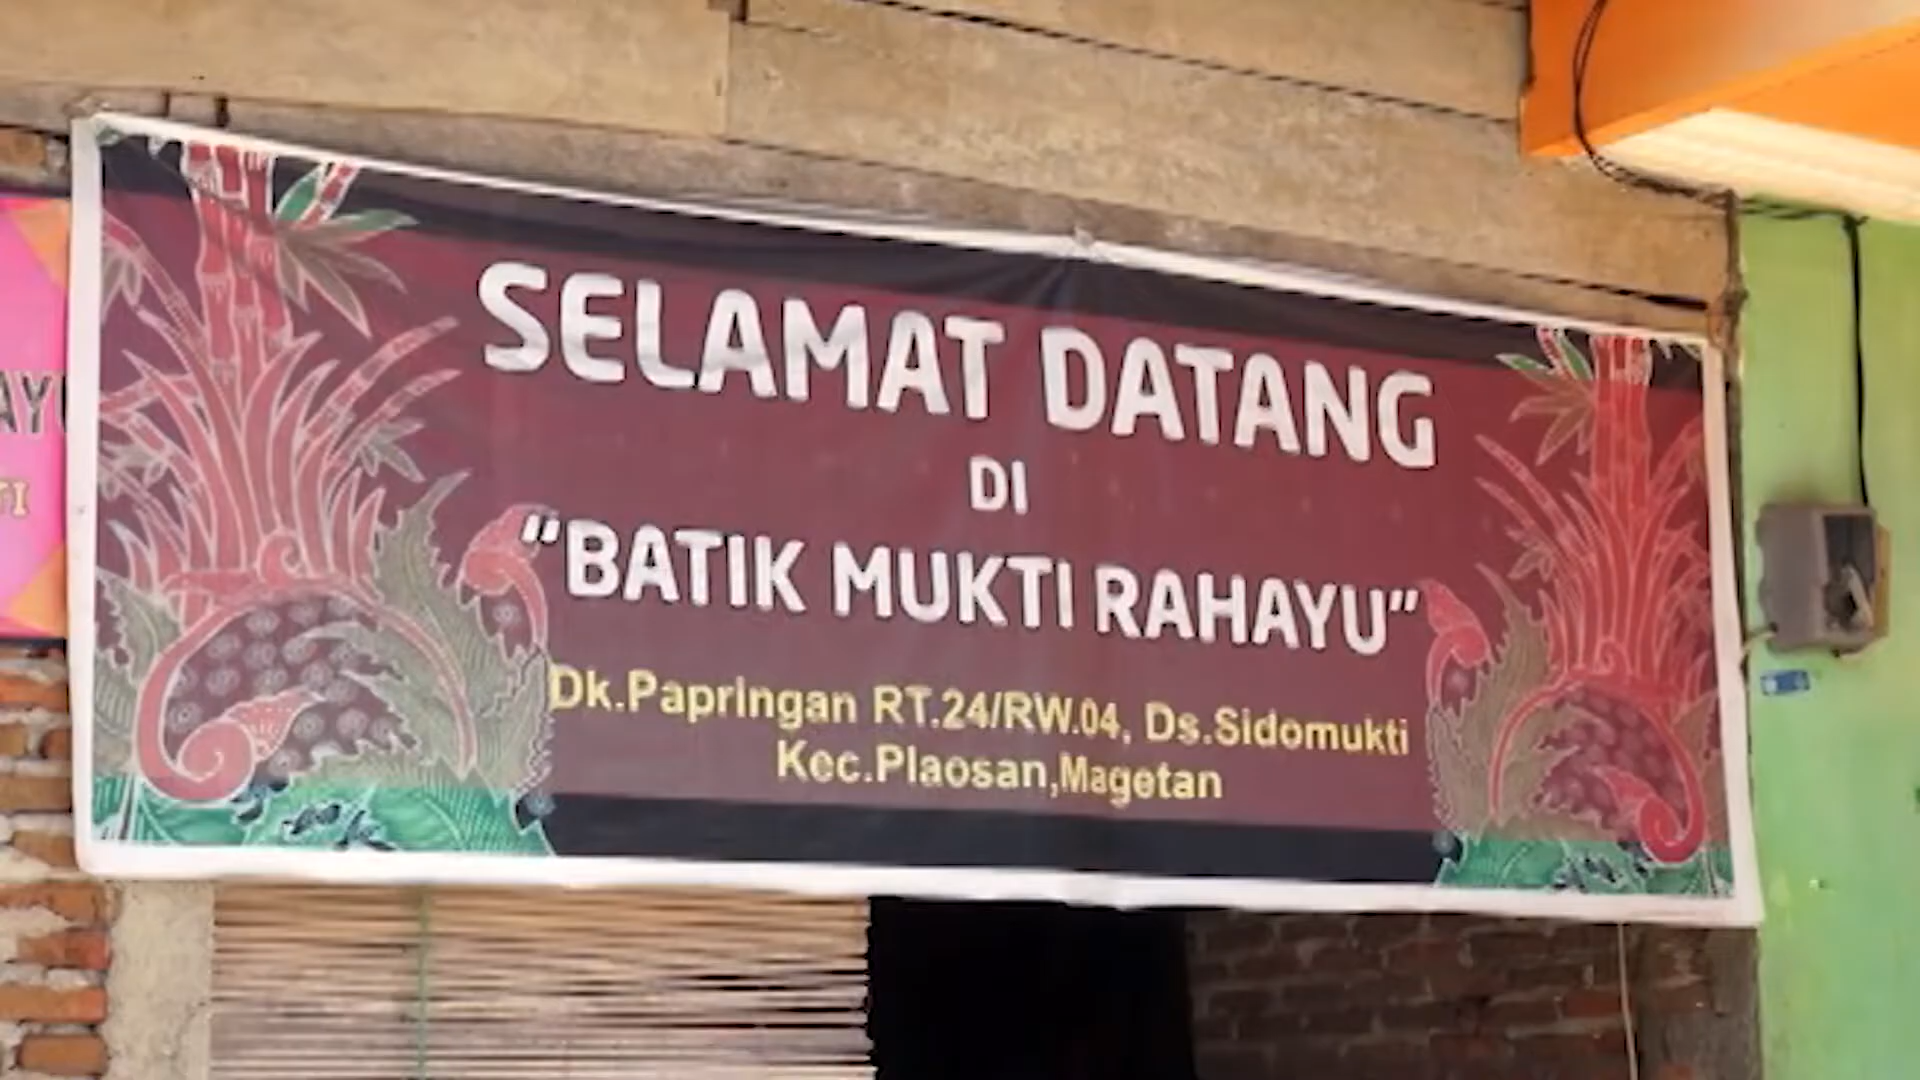 SELAMAT DATANG
DI
"BATIK MUKTI RAHAYU"
Dk.Papringan RT.24/RW.04, Ds.Sidomukti
Kec.Plaosan,Magetan